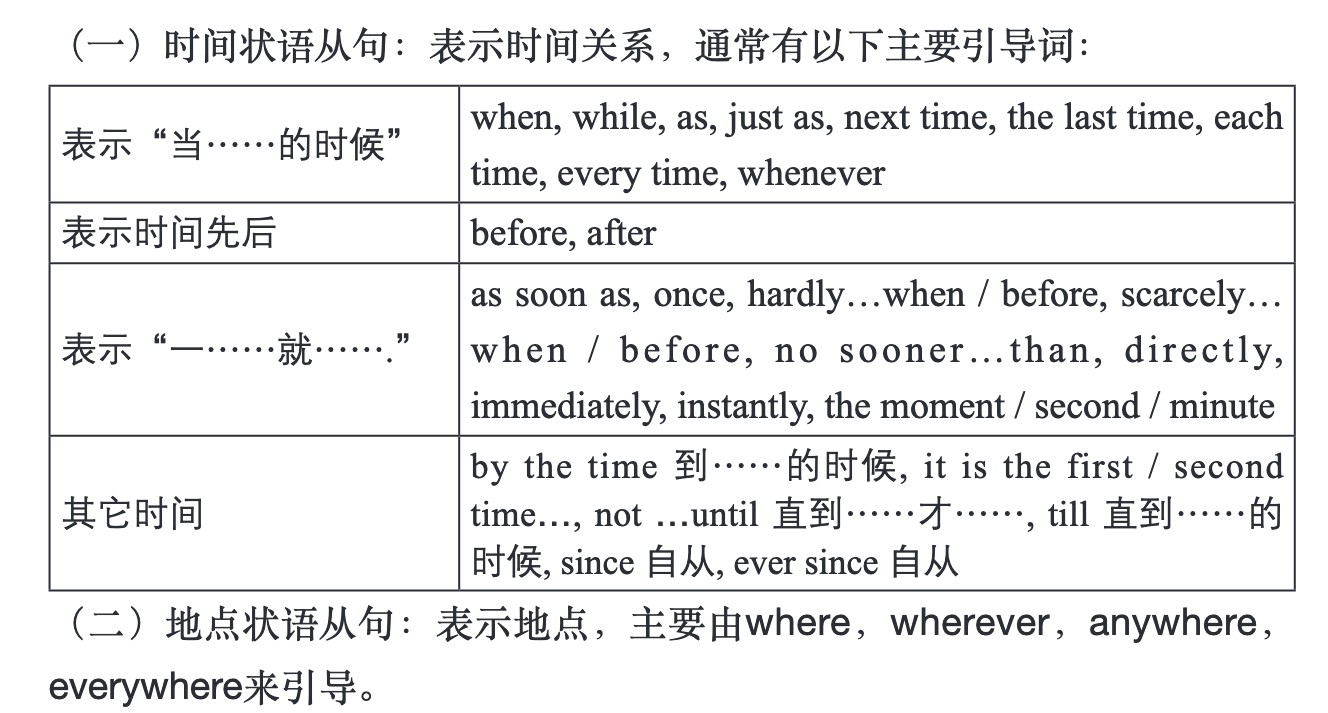 （一）时间状语从句：表示时间关系，通常有以下主要引导词：
表示“当……的时候”
when, while, as, just as, next time, the last time, each
time, every time, whenever
表示时间先后
before, after
表示“一……就…….”
as soon as, once, hardly…when / before, scarcely…
when / before, no sooner…than, directly,
immediately, instantly, the moment / second / minute
其它时间
by the time 到……的时候, it is the first / second
time…, not …until 直到……才……, till 直到……的
时候, since 自从, ever since 自从
（二）地点状语从句：表示地点，主要由where，wherever，anywhere，
everywhere来引导。